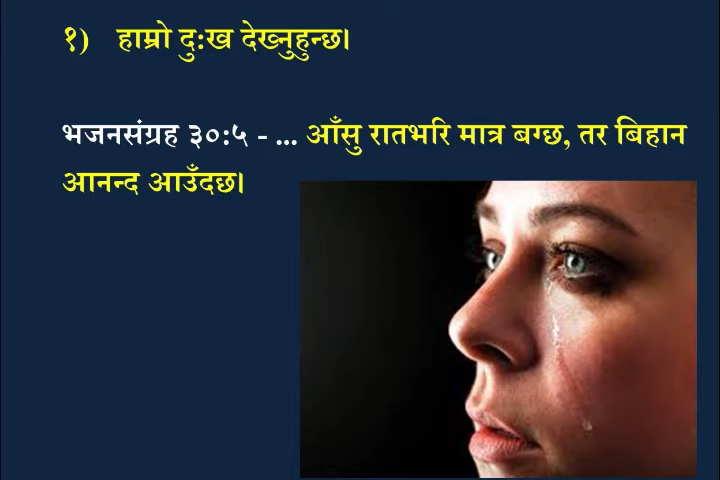 १) हाम्रो दुःख देख्नुहुन्छ।
भजनसंग्रह ३०:५ - ... आँसु रातभरि मात्र बग्छ, तर बिहान
आनन्द आउँदछ।